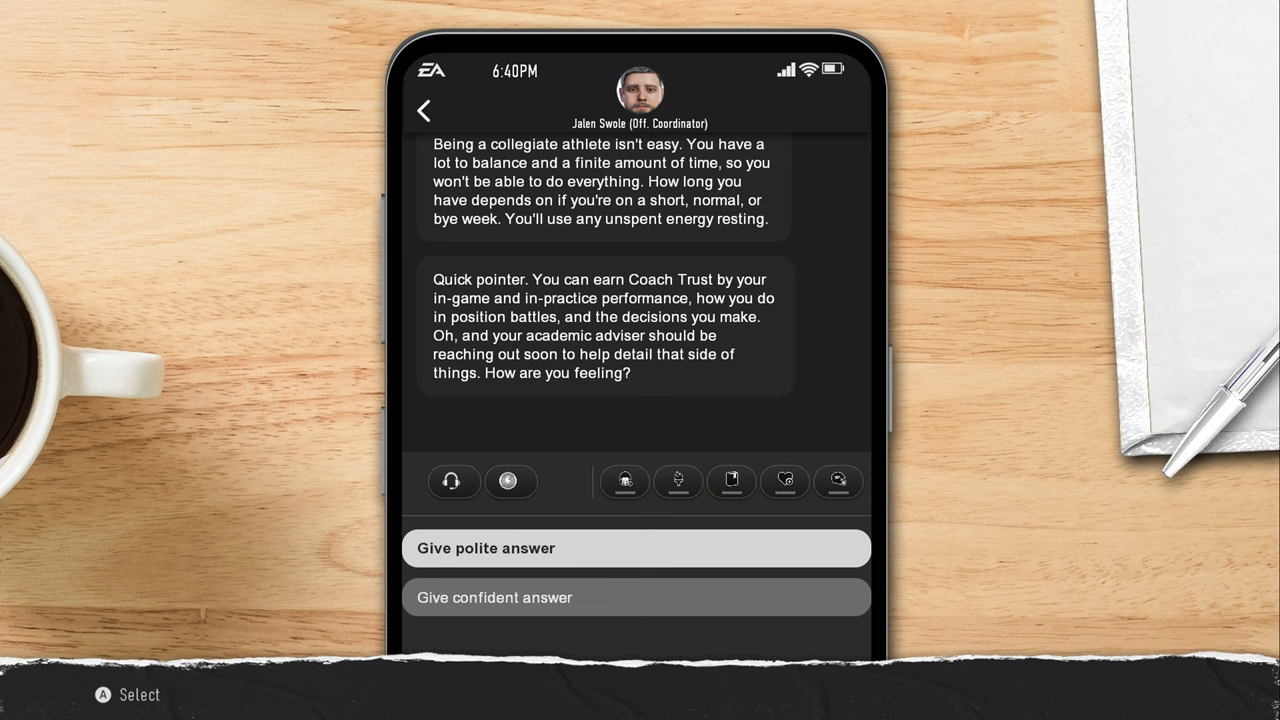 EA
6:40PM
Jalen Swole (Off. Coordinator)
Being a collegiate athlete isn't easy. You have a
lot to balance and a finite amount of time, so you
won't be able to do everything. How long you
have depends on if you're on a short, normal, or
bye week. You'll use any unspent energy resting.
Quick pointer. You can earn Coach Trust by your
in-game and in-practice performance, how you do
in position battles, and the decisions you make.
Oh, and your academic adviser should be
reaching out soon to help detail that side of
things. How are you feeling?
Give polite answer
Give confident answer
A Select